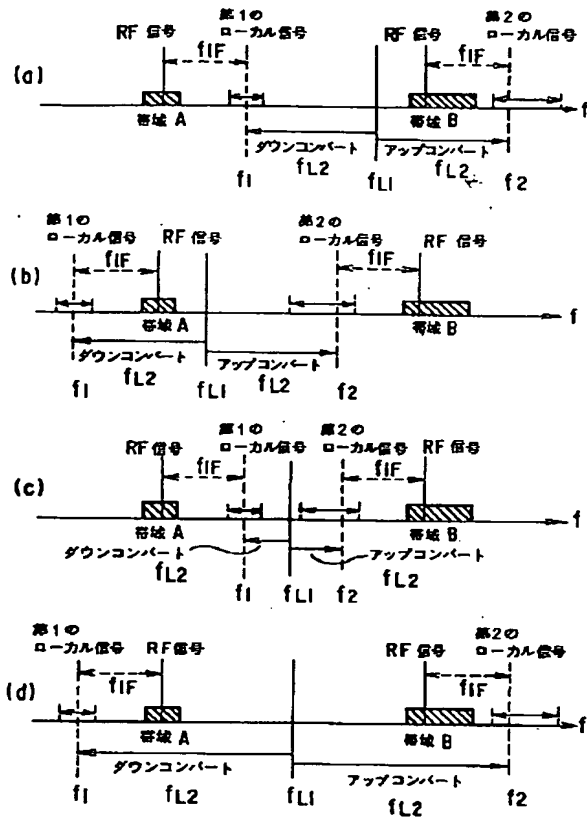 (a)
第1の
ローカル信号
第2の
ローカル信号
RF 信号
RF 信号
fIF
fIF
帯域 A
帯域 B
f
ダウンコンバート
アップコンバート
fL2
fL2
f1
fL1
f2
(b)
第1の
ローカル信号
RF 信号
第2の
ローカル信号
RF 信号
fIF
fIF
帯域 A
帯域 B
f
ダウンコンバート
アップコンバート
fL2
fL2
f1
fL1
f2
(c)
RF 信号
第1の
ローカル信号
第2の
ローカル信号
RF 信号
fIF
fIF
帯域 A
帯域 B
f
ダウンコンバート
アップコンバート
fL2
fL2
f1
fL1
f2
(d)
第1の
ローカル信号
RF信号
RF 信号
第2の
ローカル信号
fIF
fIF
帯域 A
帯域 B
f
ダウンコンバート
アップコンバート
f1
fL2
fL1
fL2
f2